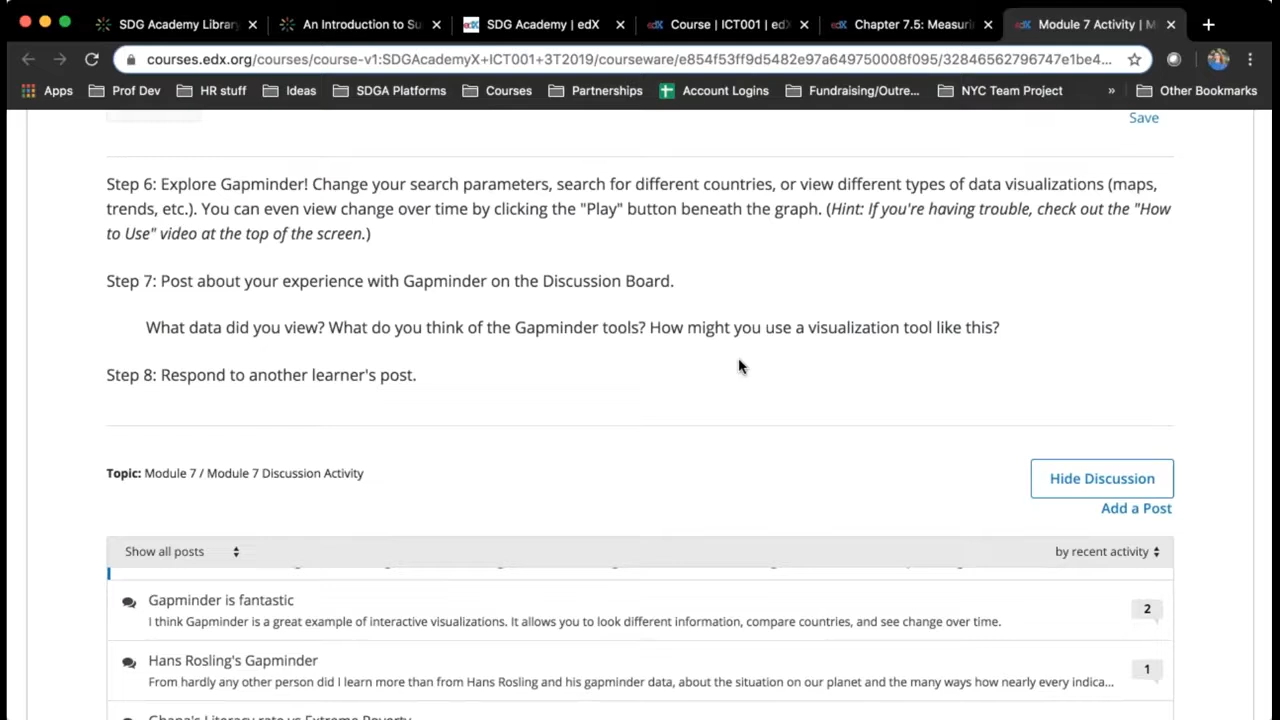 SDG Academy Librar
An Introduction to Su
SDG Academy | edX
Course | ICT001 | ed
Chapter 7.5: Measuri
Module 7 Activity | M
courses.edx.org/courses/course-v1:SDGAcademyX+ICT001+3T2019/courseware/e854f53ff9d5482e97a649750008f095/32846562796747e1be4...
Apps
Prof Dev
HR stuff
Ideas
SDGA Platforms
Courses
Partnerships
Account Logins
Fundraising/Outre...
NYC Team Project
»
Other Bookmarks
Save
Step 6: Explore Gapminder! Change your search parameters, search for different countries, or view different types of data visualizations (maps,
trends, etc.). You can even view change over time by clicking the "Play" button beneath the graph. (Hint: If you're having trouble, check out the "How
to Use" video at the top of the screen.)
Step 7: Post about your experience with Gapminder on the Discussion Board.
What data did you view? What do you think of the Gapminder tools? How might you use a visualization tool like this?
Step 8: Respond to another learner's post.
Topic: Module 7 / Module 7 Discussion Activity
Hide Discussion
Add a Post
Show all posts
by recent activity
Gapminder is fantastic
2
I think Gapminder is a great example of interactive visualizations. It allows you to look different information, compare countries, and see change over time.
Hans Rosling's Gapminder
1
From hardly any other person did I learn more than from Hans Rosling and his gapminder data, about the situation on our planet and the many ways how nearly every indica...
Ghana's Literacy rate vs Extreme Poverty